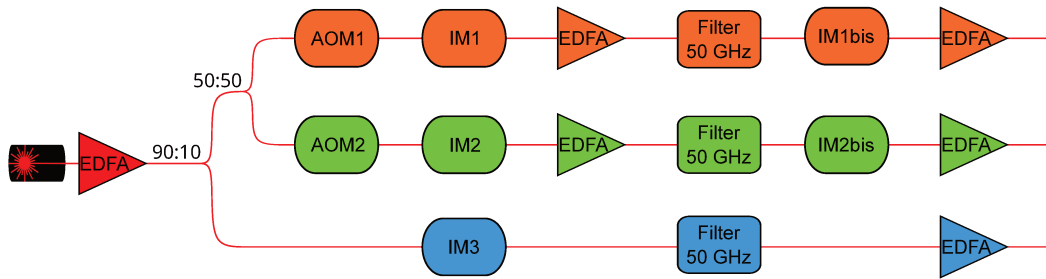 AOM1
IM1
EDFA
Filter
50 GHz
IM1bis
EDFA
50:50
AOM2
IM2
EDFA
Filter
50 GHz
IM2bis
EDFA
EDFA
90:10
IM3
Filter
50 GHz
EDFA